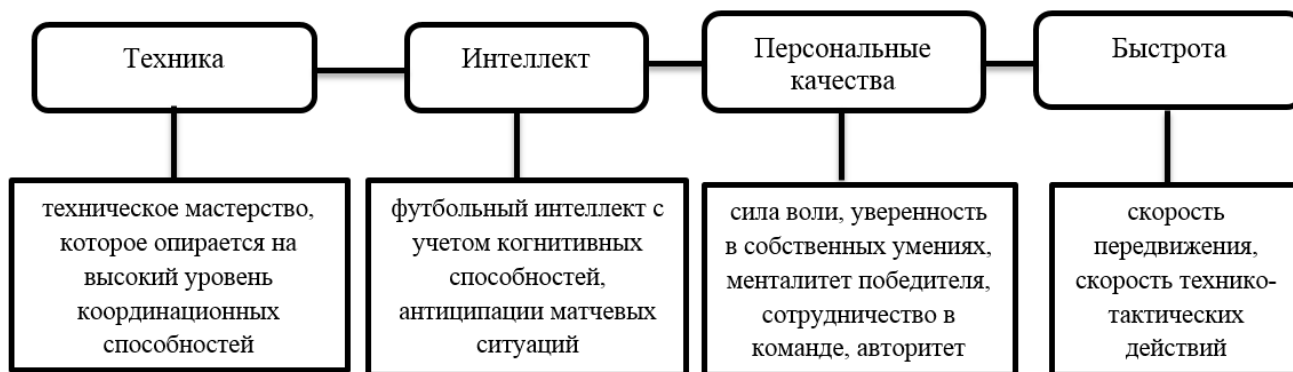 Техника
Интеллект
Персональные
качества
Быстрота
техническое мастерство,
которое опирается на
высокий уровень
координационных
способностей
футбольный интеллект с
учетом когнитивных
способностей,
антиципации матчевых
ситуаций
сила воли, уверенность
в собственных умениях,
менталитет победителя,
сотрудничество в
команде, авторитет
скорость
передвижения,
скорость технико-
тактических
действий